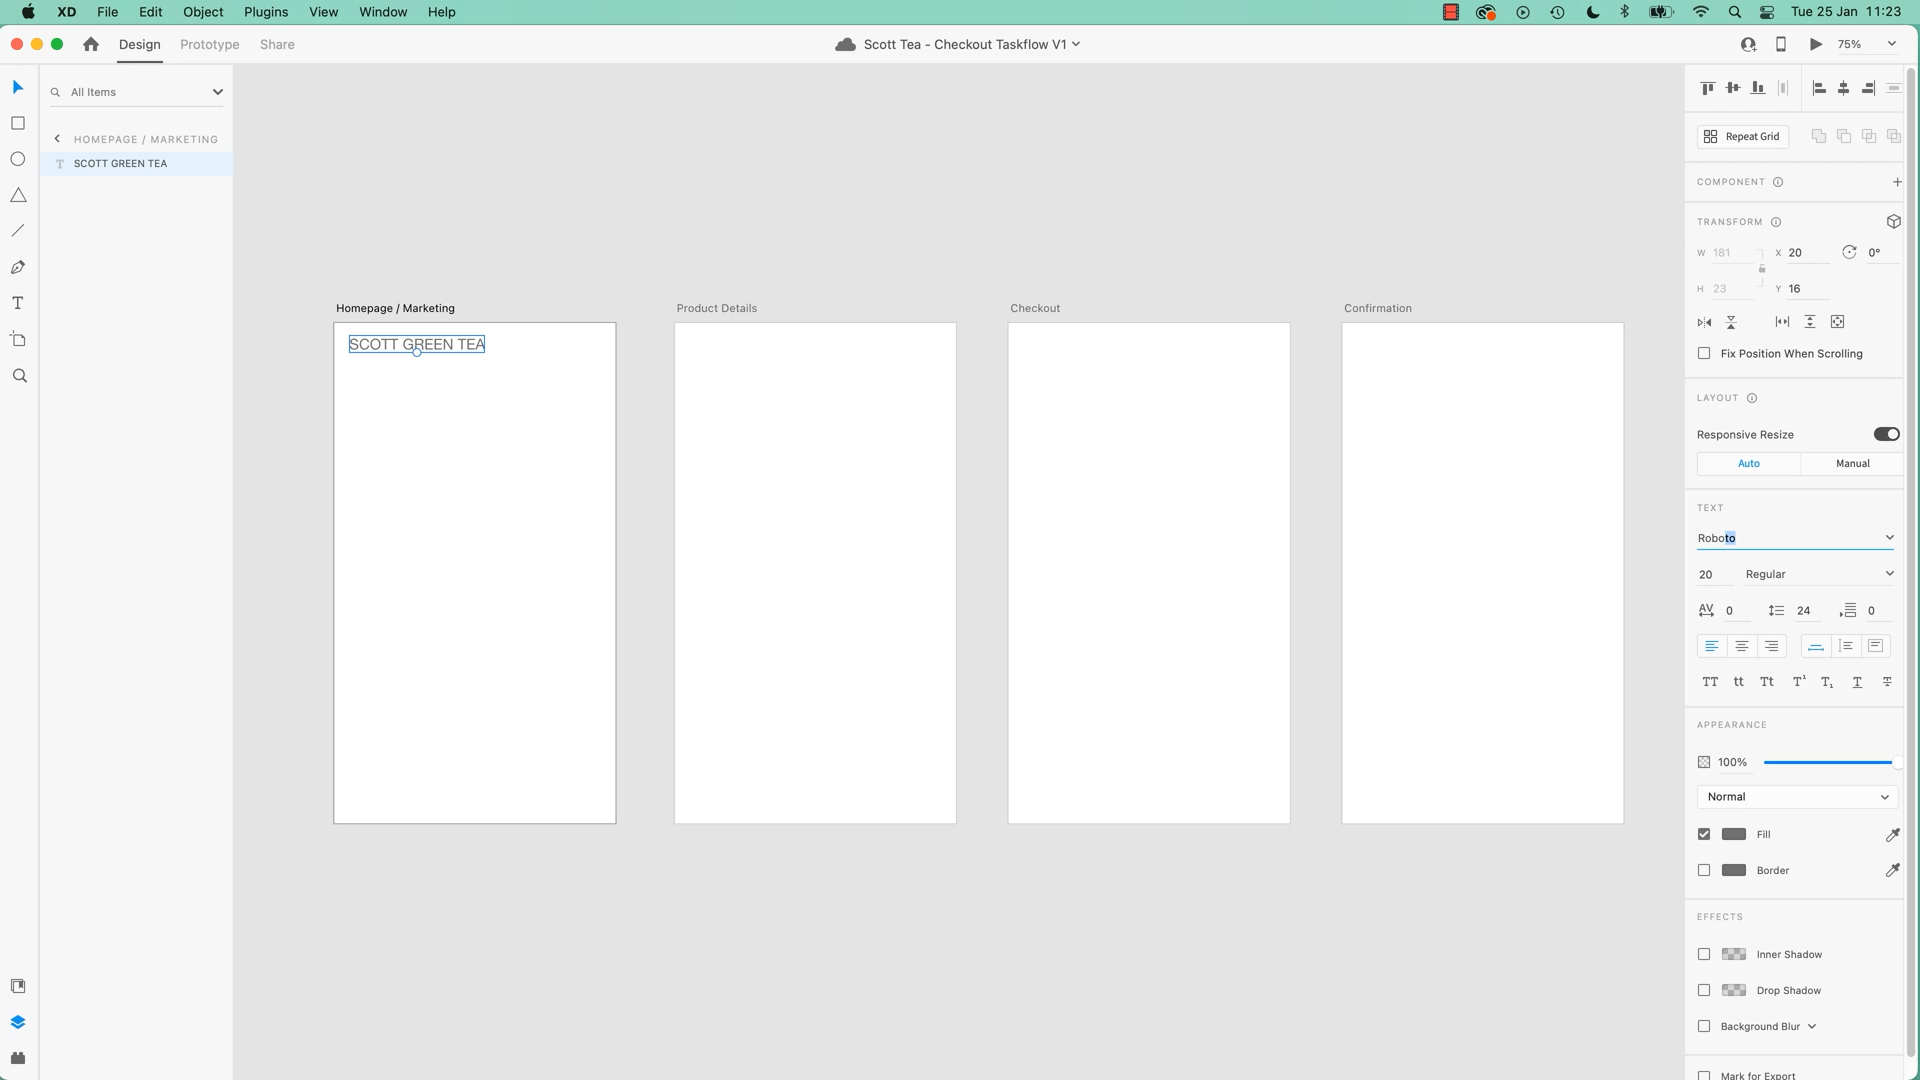 XD File Edit Object Plugins View Window Help
Tue 25 Jan 11:23
Design Prototype Share
Scott Tea - Checkout Taskflow V1
75%
All Items
HOMEPAGE / MARKETING
T SCOTT GREEN TEA
T
Homepage / Marketing
Product Details
Checkout
Confirmation
SCOTT GREEN TEA
Repeat Grid
COMPONENT
TRANSFORM
W 181 X 20 0°
H 23 Y 16
Fix Position When Scrolling
LAYOUT
Responsive Resize
Auto Manual
TEXT
Roboto
20 Regular
AV 0 24 0
TT tt Tt T¹ T₁ T T
APPEARANCE
100%
Normal
Fill
Border
EFFECTS
Inner Shadow
Drop Shadow
Background Blur
Mark for Export